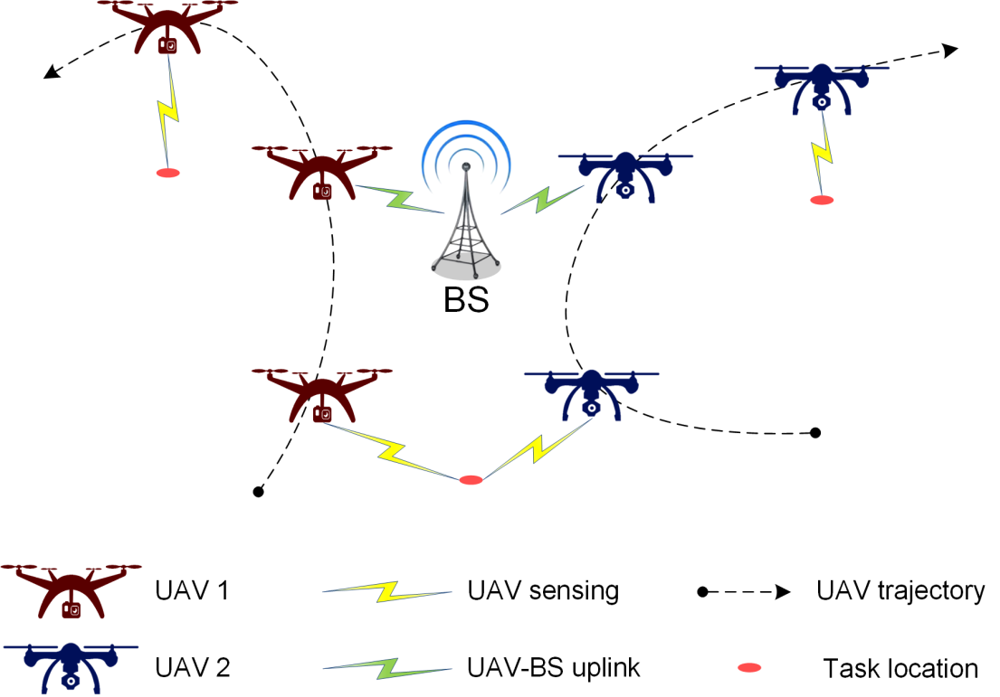 BS
UAV 1
UAV sensing
UAV trajectory
UAV 2
UAV-BS uplink
Task location